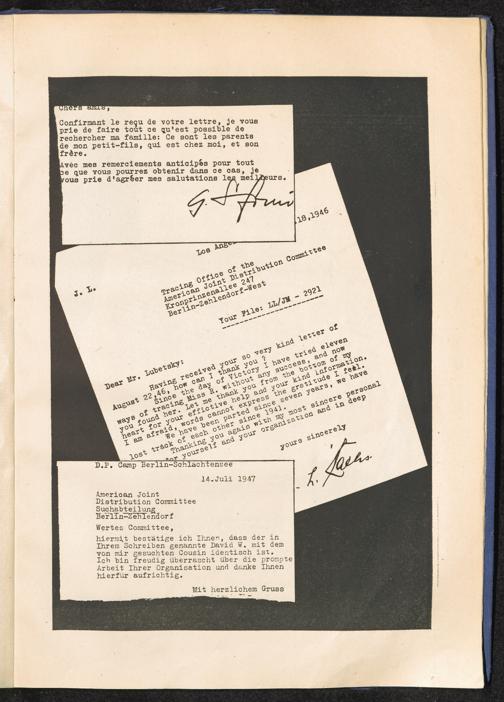 Chers amis,
Confirmant le reçu de votre lettre, je vous
prie de faire tout ce qu'est possible de
rechercher ma famille: Ce sont les parents
de mon petit-fils, qui est chez moi, et son
frère.
Avec mes remerciements anticipés pour tout
ce que vous pourrez obtenir dans ce cas, je
vous prie d'agréer mes salutations les meilleurs.
Los Ange
.18,1946
J. L.
Tracing Office of the
American Joint Distribution Committee
Kronprinzenallee 247
Berlin-Zehlendorf-West
Your File: LL/JM - 2921
Dear Mr. Lubetsky:
Having received your so very kind letter of
August 22 46, how can I thank you ?
Since the day of Victory I have tried eleven
ways of tracing Miss R. without any success, and now
you found her. Let me thank you from the bottom of my
heart for your effective help and your kind information.
I am afraid, words cannot express the gratitude I feel.
We have been parted since seven years, we have
lost track of each other since 1941.
Thanking you again with my most sincere personal
for yourself and your organization and in deep
yours sincerely
D.P. Camp Berlin-Schlachtensee
14.Juli 1947
American Joint
Distribution Committee
Suchabteilung
Berlin-Zehlendorf
Wertes Committee,
hiermit bestätige ich Ihnen, dass der in
Ihrem Schreiben genannte David W. mit dem
von mir gesuchten Cousin identisch ist.
Ich bin freudig überrascht über die prompte
Arbeit Ihrer Organisation und danke Ihnen
hierfür aufrichtig.
Mit herzlichem Gruss